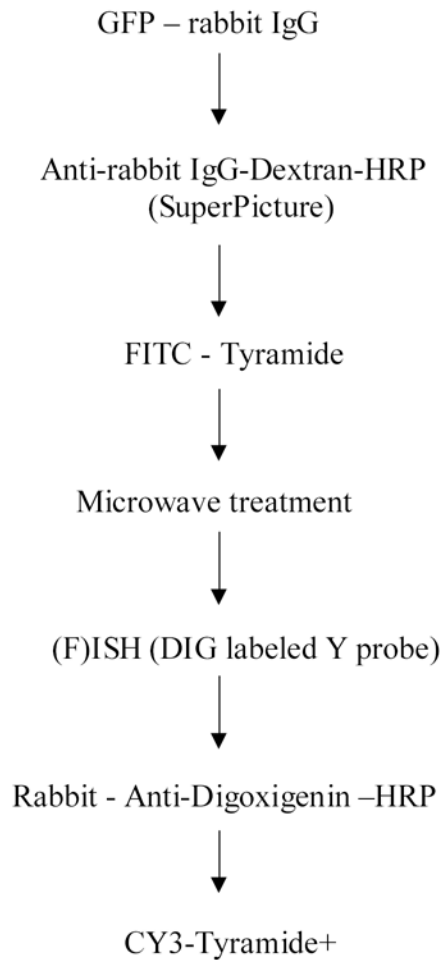 GFP – rabbit IgG
Anti-rabbit IgG-Dextran-HRP
(SuperPicture)
FITC - Tyramide
Microwave treatment
(F)ISH (DIG labeled Y probe)
Rabbit - Anti-Digoxigenin –HRP
CY3-Tyramide+